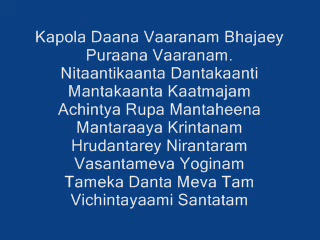 Kapola Daana Vaaranam Bhajaey
Puraana Vaaranam.
Nitaantikaanta Dantakaanti
Mantakaanta Kaatmajam
Achintya Rupa Mantaheena
Mantaraaya Krintanam
Hrudantarey Nirantaram
Vasantameva Yoginam
Tameka Danta Meva Tam
Vichintayaami Santatam